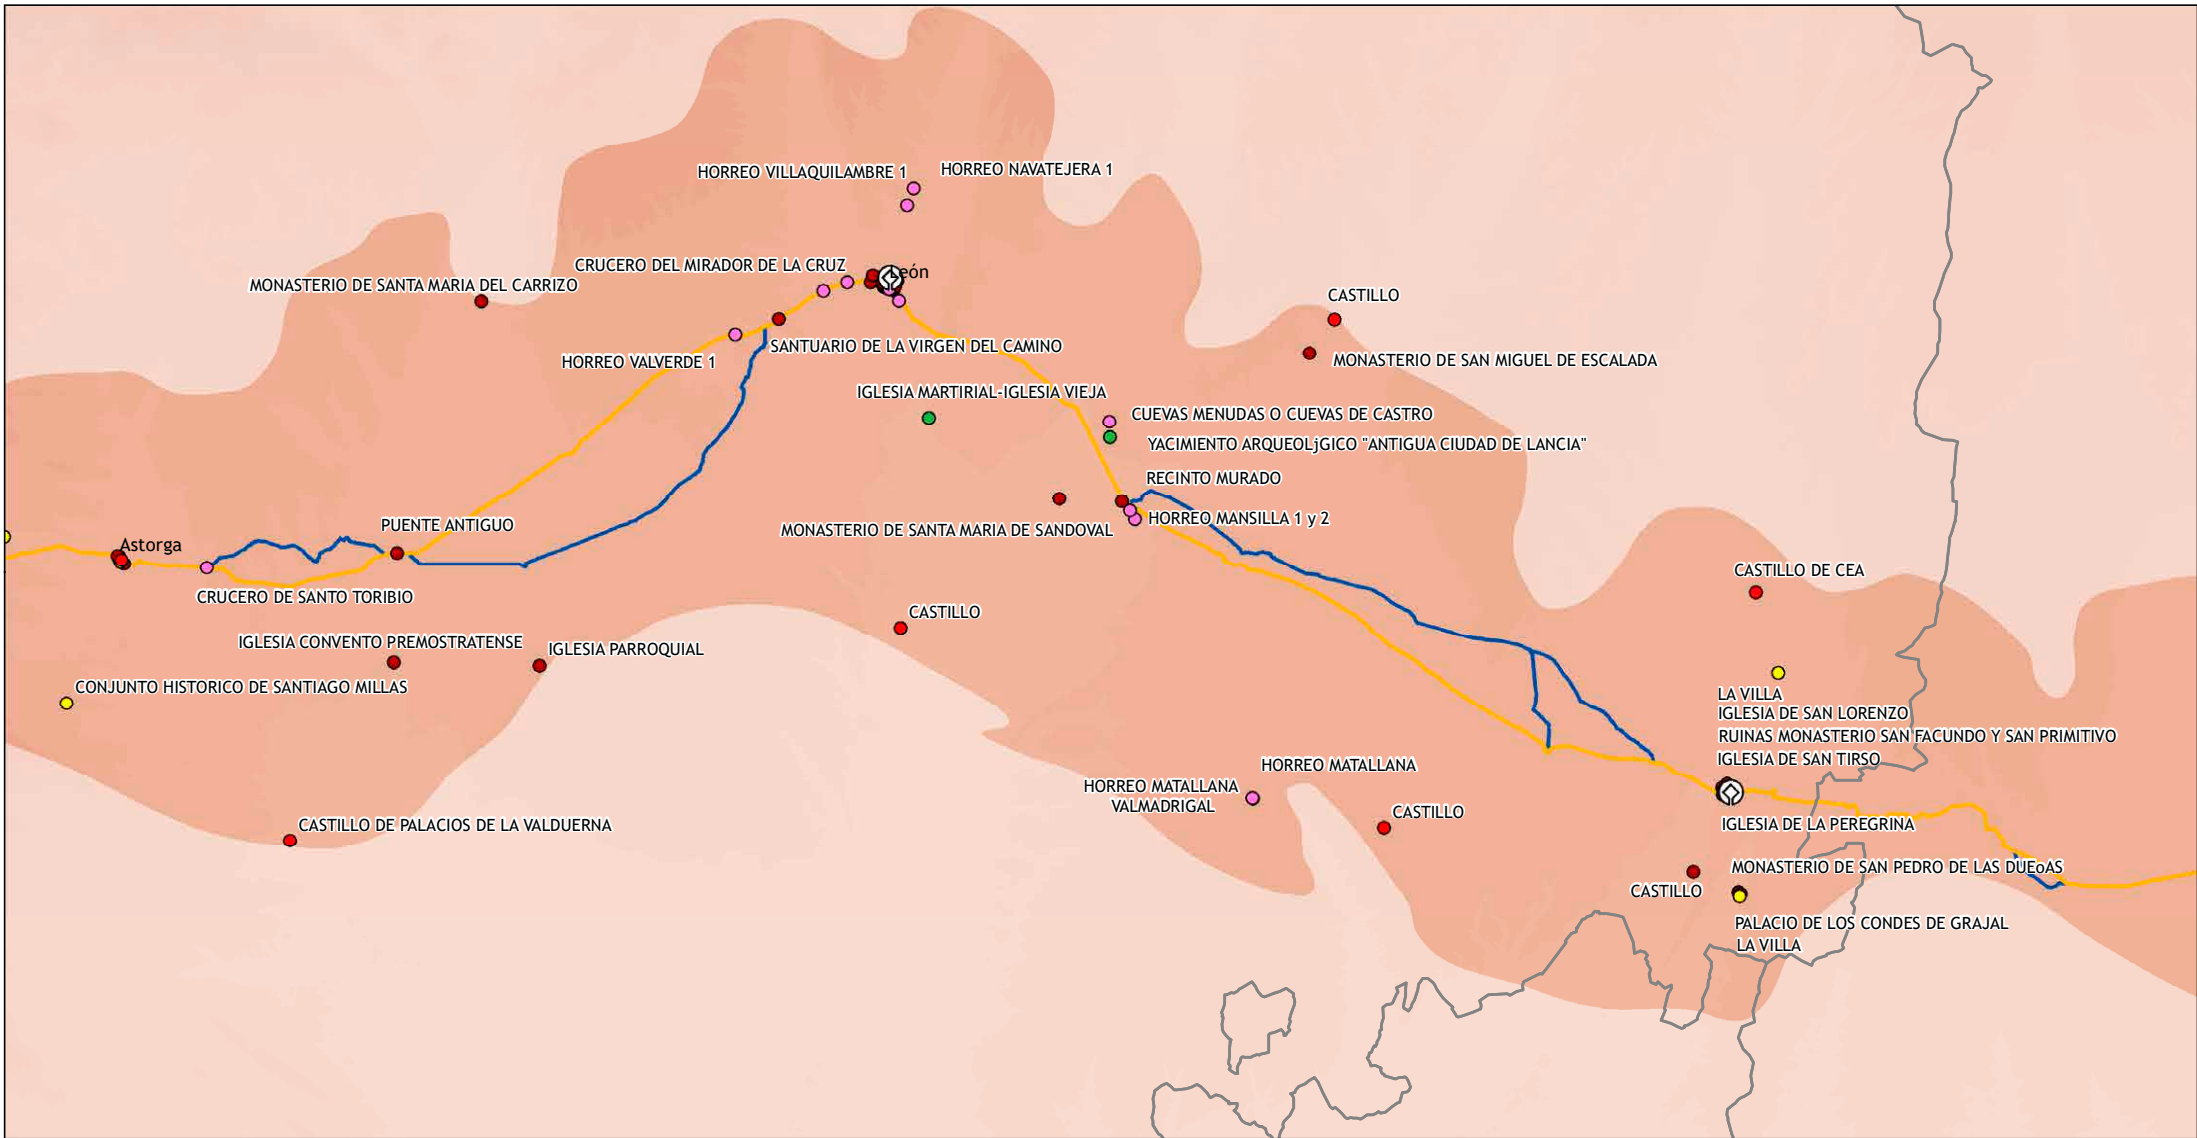 HORREO VILLAQUILAMBRE 1
HORREO NAVATEJERA 1
CRUCERO DEL MIRADOR DE LA CRUZ
León
MONASTERIO DE SANTA MARIA DEL CARRIZO
CASTILLO
SANTUARIO DE LA VIRGEN DEL CAMINO
HORREO VALVERDE 1
MONASTERIO DE SAN MIGUEL DE ESCALADA
IGLESIA MARTIRIAL-IGLESIA VIEJA
CUEVAS MENUDAS O CUEVAS DE CASTRO
YACIMIENTO ARQUEOLjGICO "ANTIGUA CIUDAD DE LANCIA"
RECINTO MURADO
HORREO MANSILLA 1 y 2
MONASTERIO DE SANTA MARIA DE SANDOVAL
PUENTE ANTIGUO
Astorga
CRUCERO DE SANTO TORIBIO
CASTILLO DE CEA
CASTILLO
IGLESIA CONVENTO PREMOSTRATENSE
IGLESIA PARROQUIAL
CONJUNTO HISTORICO DE SANTIAGO MILLAS
LA VILLA
IGLESIA DE SAN LORENZO
RUINAS MONASTERIO SAN FACUNDO Y SAN PRIMITIVO
IGLESIA DE SAN TIRSO
HORREO MATALLANA
HORREO MATALLANA
VALMADRIGAL
CASTILLO
CASTILLO DE PALACIOS DE LA VALDUERNA
IGLESIA DE LA PEREGRINA
MONASTERIO DE SAN PEDRO DE LAS DUEoAS
CASTILLO
PALACIO DE LOS CONDES DE GRAJAL
LA VILLA